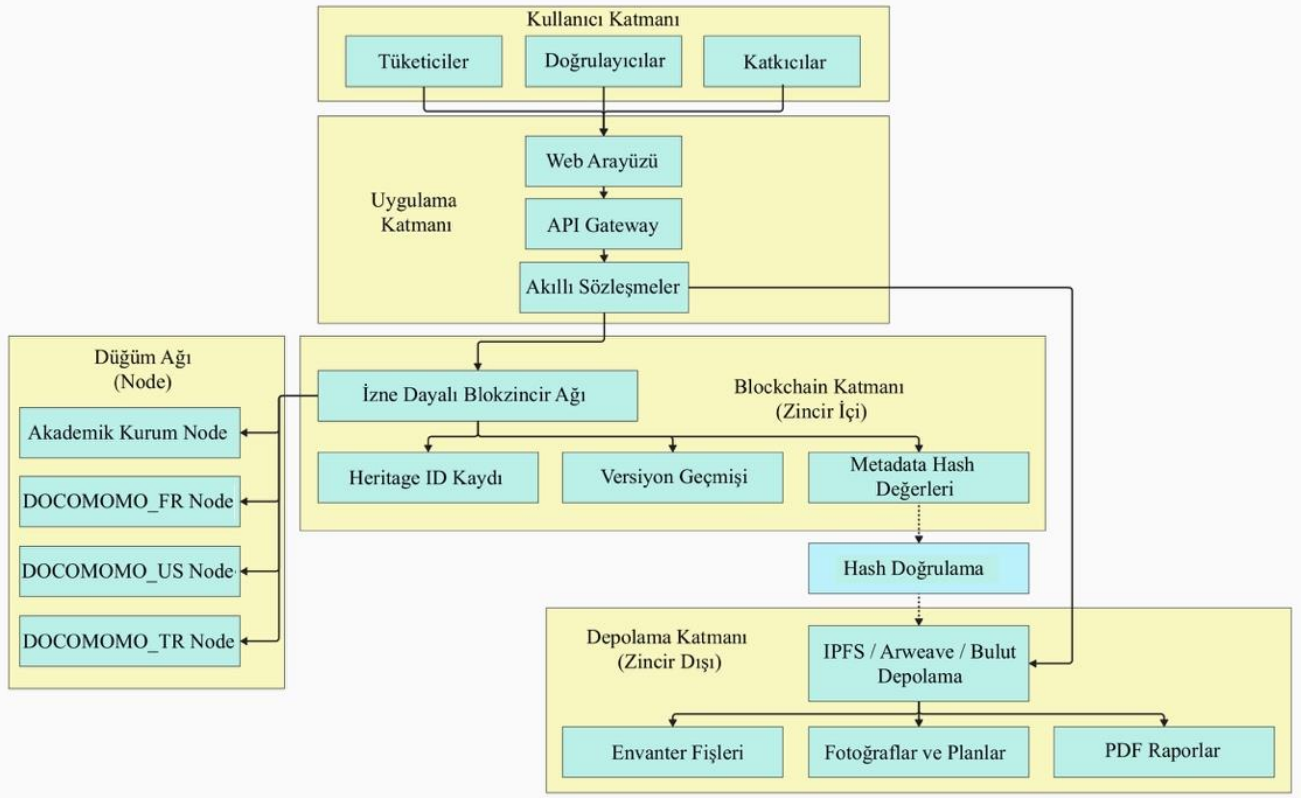 Kullanıcı Katmanı
Tüketiciler
Doğrulayıcılar
Katkıcılar
Uygulama
Katmanı
Web Arayüzü
API Gateway
Akıllı Sözleşmeler
Düğüm Ağı
(Node)
Akademik Kurum Node
DOCOMOMO_FR Node
DOCOMOMO_US Node
DOCOMOMO_TR Node
Blockchain Katmanı
(Zincir İçi)
İzne Dayalı Blokzincir Ağı
Heritage ID Kaydı
Versiyon Geçmişi
Metadata Hash
Değerleri
Hash Doğrulama
Depolama Katmanı
(Zincir Dışı)
IPFS / Arweave / Bulut
Depolama
Envanter Fişleri
Fotoğraflar ve Planlar
PDF Raporlar